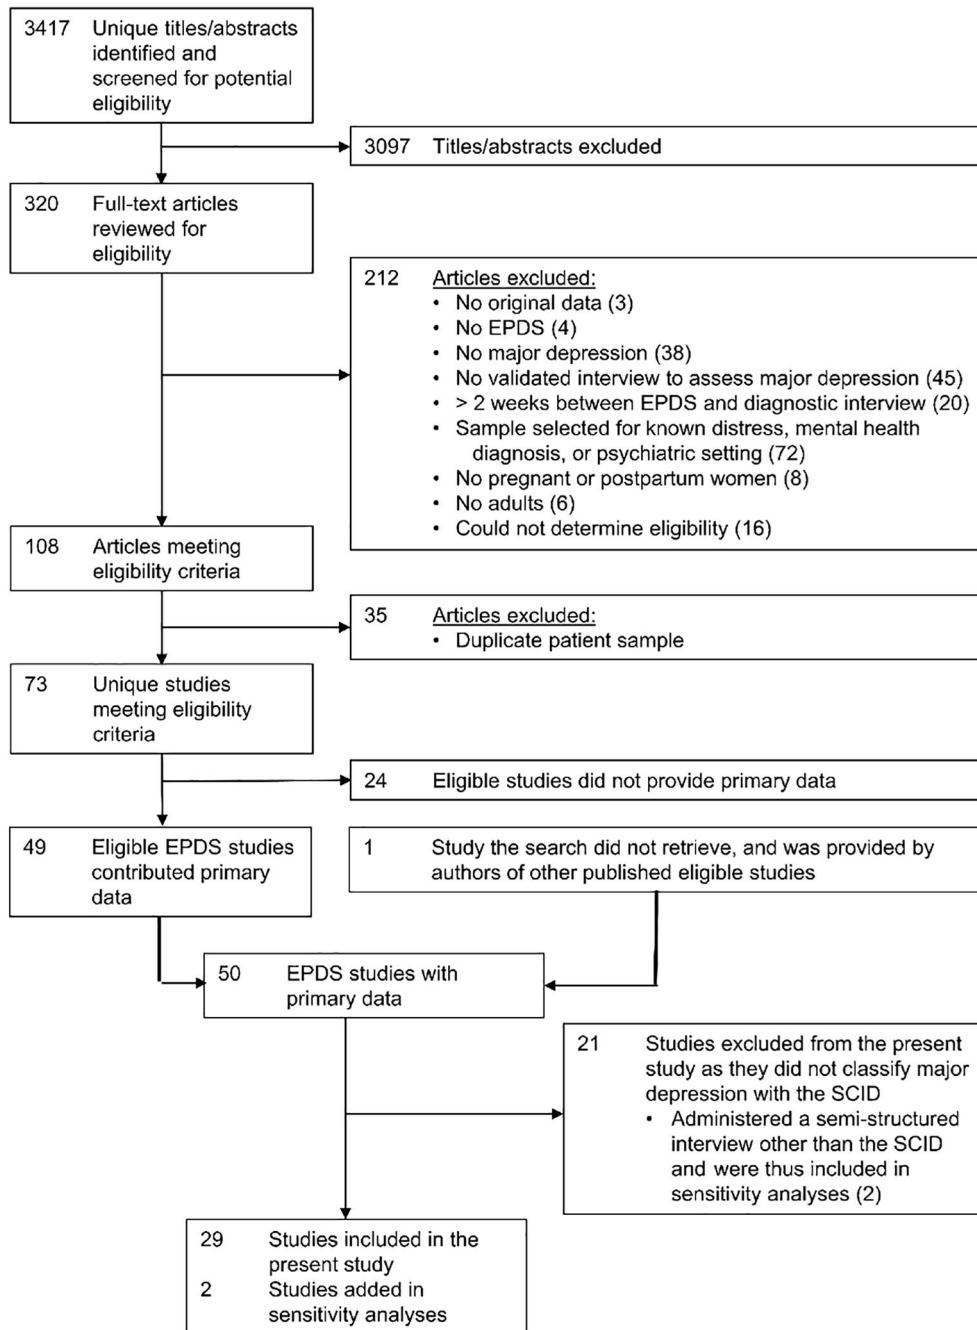 3417 Unique titles/abstracts
identified and
screened for potential
eligibility
3097 Titles/abstracts excluded
320 Full-text articles
reviewed for
eligibility
212 Articles excluded:
• No original data (3)
• No EPDS (4)
• No major depression (38)
• No validated interview to assess major depression (45)
• > 2 weeks between EPDS and diagnostic interview (20)
• Sample selected for known distress, mental health
diagnosis, or psychiatric setting (72)
• No pregnant or postpartum women (8)
• No adults (6)
• Could not determine eligibility (16)
108 Articles meeting
eligibility criteria
35 Articles excluded:
• Duplicate patient sample
73 Unique studies
meeting eligibility
criteria
24 Eligible studies did not provide primary data
49 Eligible EPDS studies
contributed primary
data
1 Study the search did not retrieve, and was provided by
authors of other published eligible studies
50 EPDS studies with
primary data
21 Studies excluded from the present
study as they did not classify major
depression with the SCID
• Administered a semi-structured
interview other than the SCID
and were thus included in
sensitivity analyses (2)
29 Studies included in the
present study
2 Studies added in
sensitivity analyses